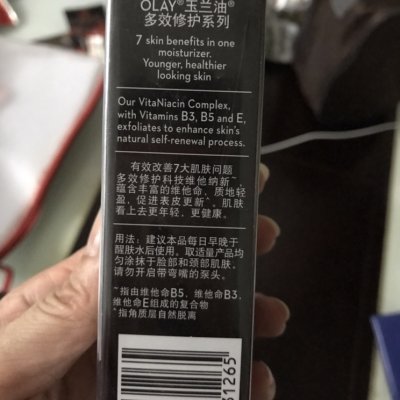 OLAY®玉兰油®
多效修护系列
7 skin benefits in one
moisturizer.
Younger, healthier
looking skin
Our VitaNiacin Complex,
with Vitamins B3, B5 and E,
exfoliates to enhance skin's
natural self-renewal process.
有效改善7大肌肤问题
多效修护科技维他纳新~,
蕴含丰富的维他命、质地轻
盈，促进表皮更新^。肌肤
看上去更年轻，更健康。
用法：建议本品每日早晚于
醒肤水后使用。取适量产品均
匀涂抹于脸部和颈部肌肤。
请勿开启带弯嘴的泵头。
~指由维他命B5、维他命B3、
维他命E组成的复合物
^指角质层自然脱离